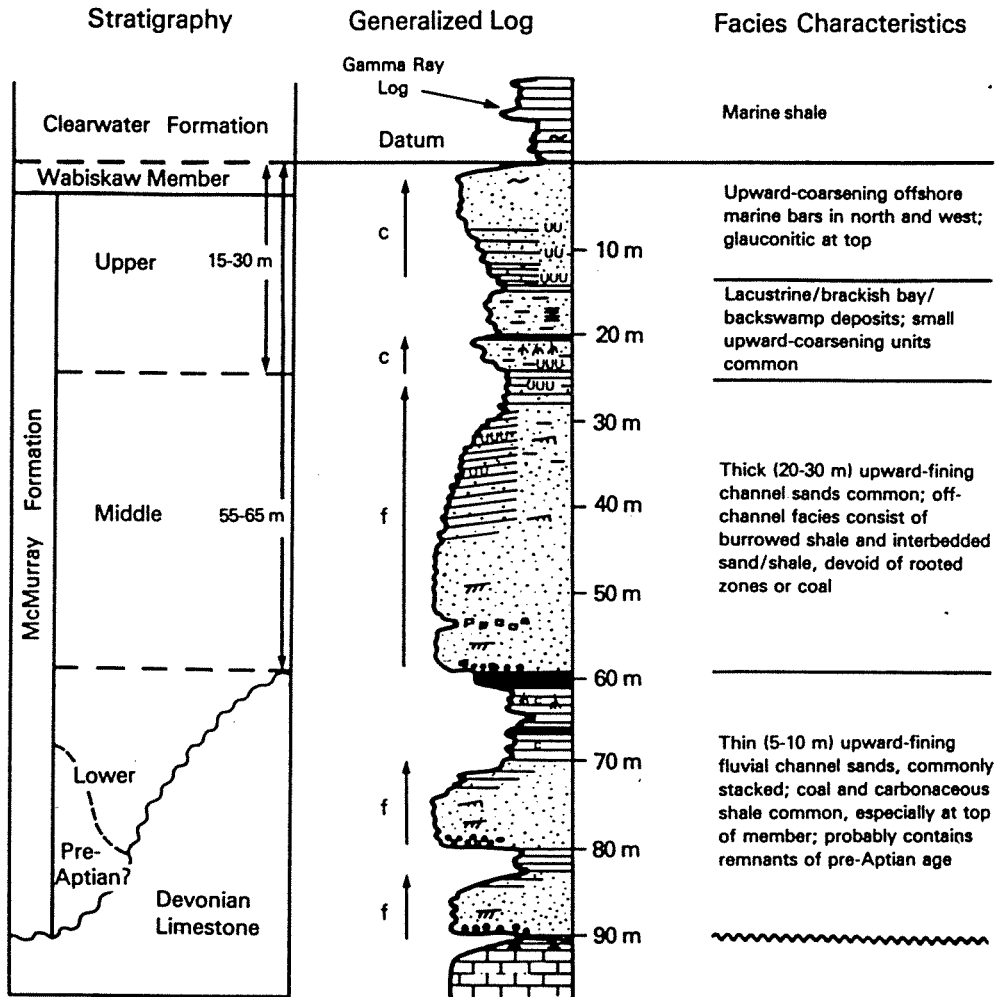 Stratigraphy
Generalized Log
Facies Characteristics
Gamma Ray
Log
Clearwater Formation
Datum
Marine shale
Wabiskaw Member
Upper
15-30 m
McMurray Formation
Middle
55-65 m
Lower
Pre-
Aptian?
Devonian
Limestone
c
c
f
f
f
10 m
20 m
30 m
40 m
50 m
60 m
70 m
80 m
90 m
Upward-coarsening offshore
marine bars in north and west;
glauconitic at top
Lacustrine/brackish bay/
backswamp deposits; small
upward-coarsening units
common
Thick (20-30 m) upward-fining
channel sands common; off-
channel facies consist of
burrowed shale and interbedded
sand/shale, devoid of rooted
zones or coal
Thin (5-10 m) upward-fining
fluvial channel sands, commonly
stacked; coal and carbonaceous
shale common, especially at top
of member; probably contains
remnants of pre-Aptian age